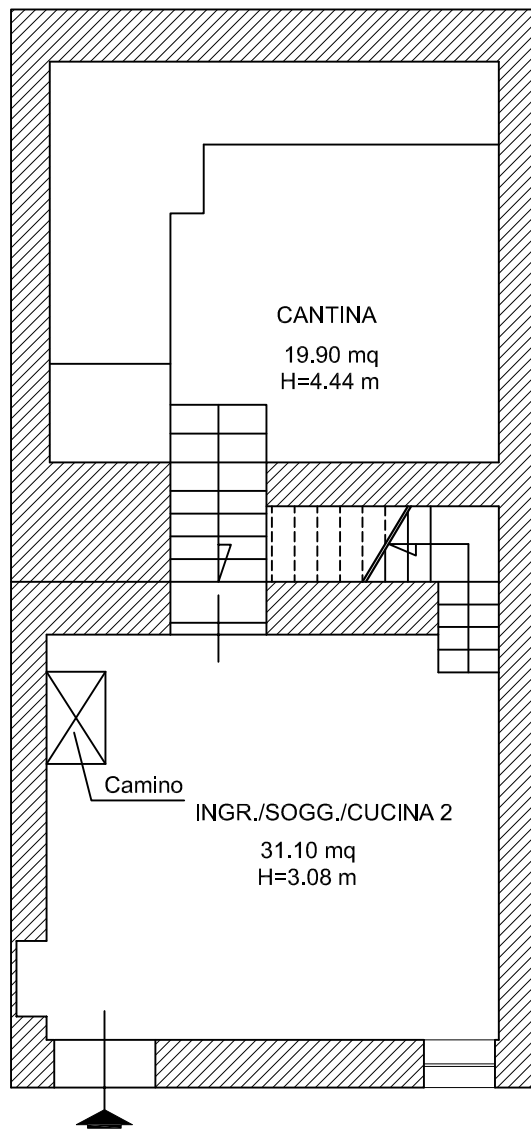 CANTINA
19.90 mq
H=4.44 m
Camino
INGR./SOGG./CUCINA 2
31.10 mq
H=3.08 m